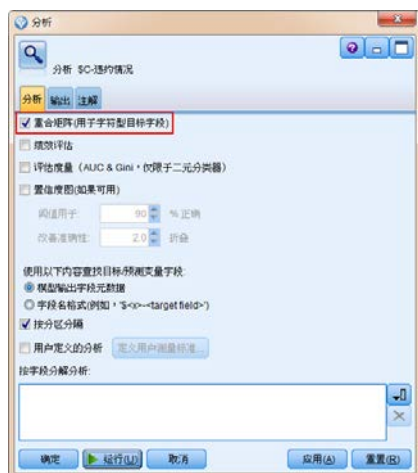 分析
分析 $C-违约情况
分析 输出 注解
重合矩阵(用于字符型目标字段)
绩效评估
评估度量（AUC & Gini，仅限于二元分类器）
置信度图(如果可用)
阈值用于: 90 % 正确
改善准确性: 2.0 折叠
使用以下内容查找目标/预测变量字段:
模型输出字段元数据
字段名格式(例如，'$<x>-<target field>')
按分区分隔
用户定义的分析 定义用户测量标准...
按字段分解分析:
确定 运行(U) 取消 应用(A) 重置(R)